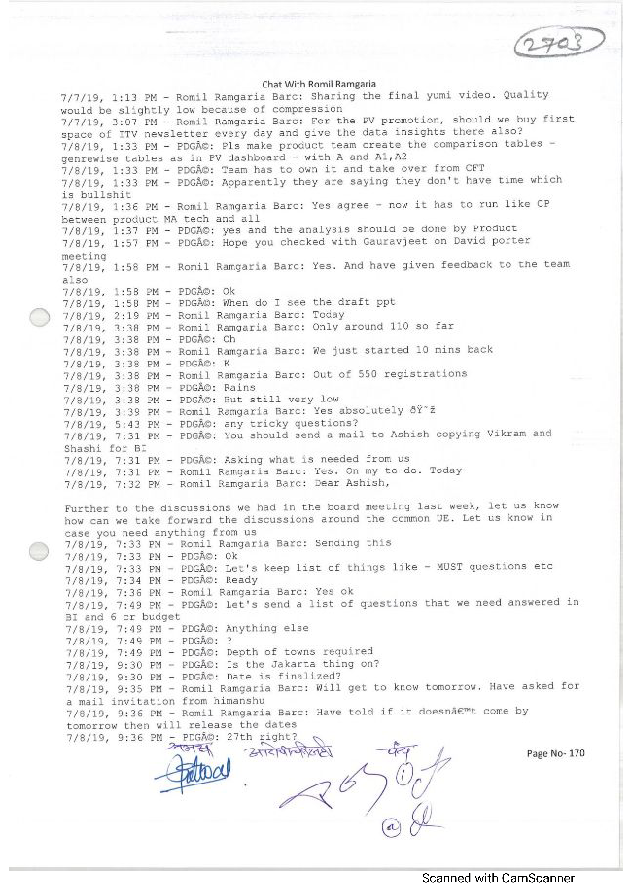 2703
Chat With Romil Ramgaria
7/7/19, 1:13 PM - Romil Ramgaria Barc: Sharing the final yumi video. Quality
would be slightly low because of compression
7/7/19, 3:07 PM - Romil Ramgaria Barc: For the PV promotion, should we buy first
space of ITV newsletter every day and give the data insights there also?
7/8/19, 1:33 PM - PDGÃ©: Pls make product team create the comparison tables -
genrewise tables as in PV dashboard - with A and A1,A2
7/8/19, 1:33 PM - PDGÃ©: Team has to own it and take over from CFT
7/8/19, 1:33 PM - PDGÃ©: Apparently they are saying they don't have time which
is bullshit
7/8/19, 1:36 PM - Romil Ramgaria Barc: Yes agree - now it has to run like CP
between product MA tech and all
7/8/19, 1:37 PM - PDGÃ©: yes and the analysis should be done by Product
7/8/19, 1:57 PM - PDGÃ©: Hope you checked with Gauravjeet on David porter
meeting
7/8/19, 1:58 PM - Romil Ramgaria Barc: Yes. And have given feedback to the team
also
7/8/19, 1:58 PM - PDGÃ©: Ok
7/8/19, 1:58 PM - PDGÃ©: When do I see the draft ppt
7/8/19, 2:19 PM - Romil Ramgaria Barc: Today
7/8/19, 3:38 PM - Romil Ramgaria Barc: Only around 110 so far
7/8/19, 3:38 PM - PDGÃ©: Oh
7/8/19, 3:38 PM - Romil Ramgaria Barc: We just started 10 mins back
7/8/19, 3:38 PM - PDGÃ©: K
7/8/19, 3:38 PM - Romil Ramgaria Barc: Out of 550 registrations
7/8/19, 3:38 PM - PDGÃ©: Rains
7/8/19, 3:38 PM - PDGÃ©: But still very low
7/8/19, 3:39 PM - Romil Ramgaria Barc: Yes absolutely ðŸ˜ž
7/8/19, 5:43 PM - PDGÃ©: any tricky questions?
7/8/19, 7:31 PM - PDGÃ©: You should send a mail to Ashish copying Vikram and
Shashi for BI
7/8/19, 7:31 PM - PDGÃ©: Asking what is needed from us
7/8/19, 7:31 PM - Romil Ramgaria Barc: Yes. On my to do. Today
7/8/19, 7:32 PM - Romil Ramgaria Barc: Dear Ashish,
Further to the discussions we had in the board meeting last week, let us know
how can we take forward the discussions around the common UE. Let us know in
case you need anything from us
7/8/19, 7:33 PM - Romil Ramgaria Barc: Sending this
7/8/19, 7:33 PM - PDGÃ©: Ok
7/8/19, 7:33 PM - PDGÃ©: Let's keep list of things like - MUST questions etc
7/8/19, 7:34 PM - PDGÃ©: Ready
7/8/19, 7:36 PM - Romil Ramgaria Barc: Yes ok
7/8/19, 7:49 PM - PDGÃ©: Let's send a list of questions that we need answered in
BI and 6 or budget
7/8/19, 7:49 PM - PDGÃ©: Anything else
7/8/19, 7:49 PM - PDGÃ©: ?
7/8/19, 7:49 PM - PDGÃ©: Depth of towns required
7/8/19, 9:30 PM - PDGÃ©: Is the Jakarta thing on?
7/8/19, 9:30 PM - PDGÃ©: Date is finalized?
7/8/19, 9:35 PM - Romil Ramgaria Barc: Will get to know tomorrow. Have asked for
a mail invitation from himanshu
7/8/19, 9:36 PM - Romil Ramgaria Barc: Have told if it doesnâ€™t come by
tomorrow then will release the dates
7/8/19, 9:36 PM - PDGÃ©: 27th right?
पंच
Page No- 170
Scanned with CamScanner